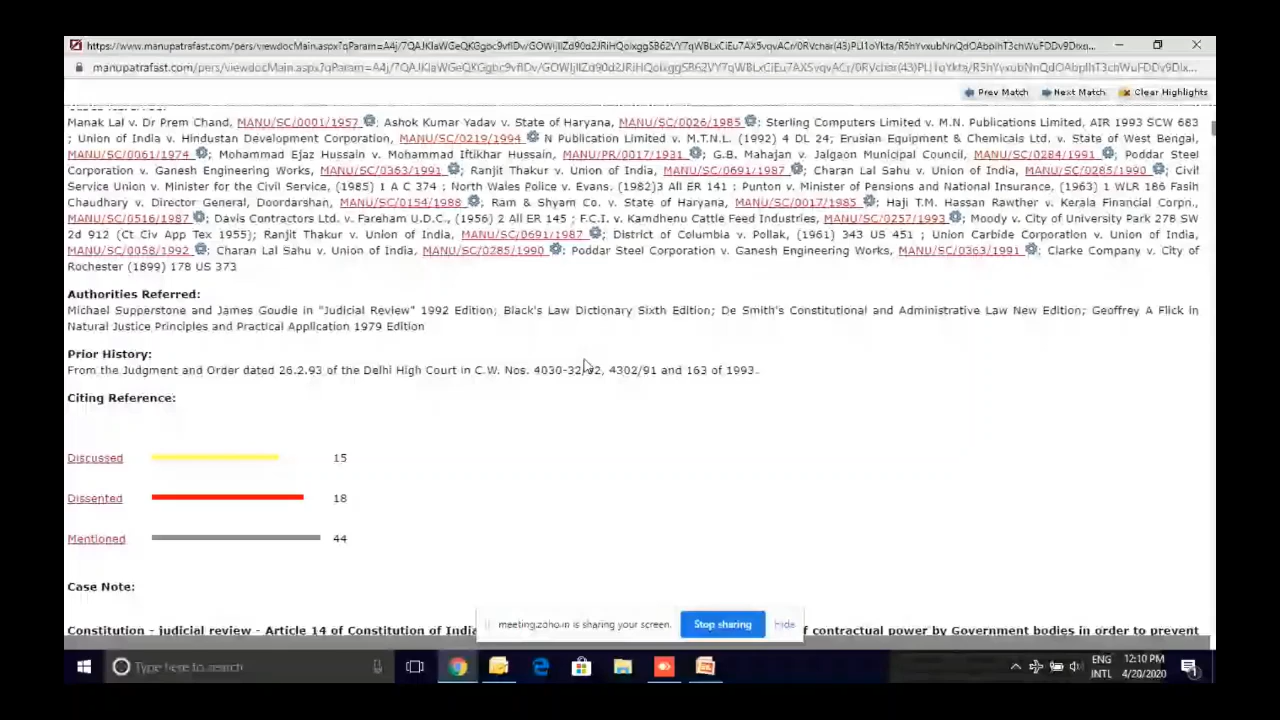 Prev Match Next Match Clear Highlights
Manak Lal v. Dr Prem Chand, MANU/SC/0001/1957 ; Ashok Kumar Yadav v. State of Haryana, MANU/SC/0026/1985 ; Sterling Computers Limited v. M.N. Publications Limited, AIR 1993 SCW 683
; Union of India v. Hindustan Development Corporation, MANU/SC/0219/1994 N Publication Limited v. M.T.N.L. (1992) 4 DL 24; Erusian Equipment & Chemicals Ltd. v. State of West Bengal,
MANU/SC/0061/1974 ; Mohammad Ejaz Hussain v. Mohammad Iftikhar Hussain, MANU/PR/0017/1931 ; G.B. Mahajan v. Jalgaon Municipal Council, MANU/SC/0284/1991 ; Poddar Steel
Corporation v. Ganesh Engineering Works, MANU/SC/0363/1991 ; Ranjit Thakur v. Union of India, MANU/SC/0691/1987 ; Charan Lal Sahu v. Union of India, MANU/SC/0285/1990 ; Civil
Service Union v. Minister for the Civil Service, (1985) 1 A C 374 ; North Wales Police v. Evans, (1982)3 All ER 141 ; Punton v. Minister of Pensions and National Insurance, (1963) 1 WLR 186 Fasih
Chaudhary v. Director General, Doordarshan, MANU/SC/0154/1988 ; Ram & Shyam Co. v. State of Haryana, MANU/SC/0017/1985 ; Haji T.M. Hassan Rawther v. Kerala Financial Corpn.,
MANU/SC/0516/1987 ; Davis Contractors Ltd. v. Fareham U.D.C., (1956) 2 All ER 145 ; F.C.I. v. Kamdhenu Cattle Feed Industries, MANU/SC/0257/1993 ; Moody v. City of University Park 278 SW
2d 912 (Ct Civ App Tex 1955); Ranjit Thakur v. Union of India, MANU/SC/0691/1987 ; District of Columbia v. Pollak, (1961) 343 US 451 ; Union Carbide Corporation v. Union of India,
MANU/SC/0058/1992 ; Charan Lal Sahu v. Union of India, MANU/SC/0285/1990 ; Poddar Steel Corporation v. Ganesh Engineering Works, MANU/SC/0363/1991 ; Clarke Company v. City of
Rochester (1899) 178 US 373
Authorities Referred:
Michael Supperstone and James Goudie in "Judicial Review" 1992 Edition; Black's Law Dictionary Sixth Edition; De Smith's Constitutional and Administrative Law New Edition; Geoffrey A Flick in
Natural Justice Principles and Practical Application 1979 Edition
Prior History:
From the Judgment and Order dated 26.2.93 of the Delhi High Court in C.W. Nos. 4030-32/92, 4302/91 and 163 of 1993.
Citing Reference:
Discussed 15
Dissented 18
Mentioned 44
Case Note:
meeting.zoho.in is sharing your screen. Stop sharing hide
Constitution - judicial review - Article 14 of Constitution of India f contractual power by Government bodies in order to prevent
Type here to search
ENG 12:10 PM
INTL 4/20/2020